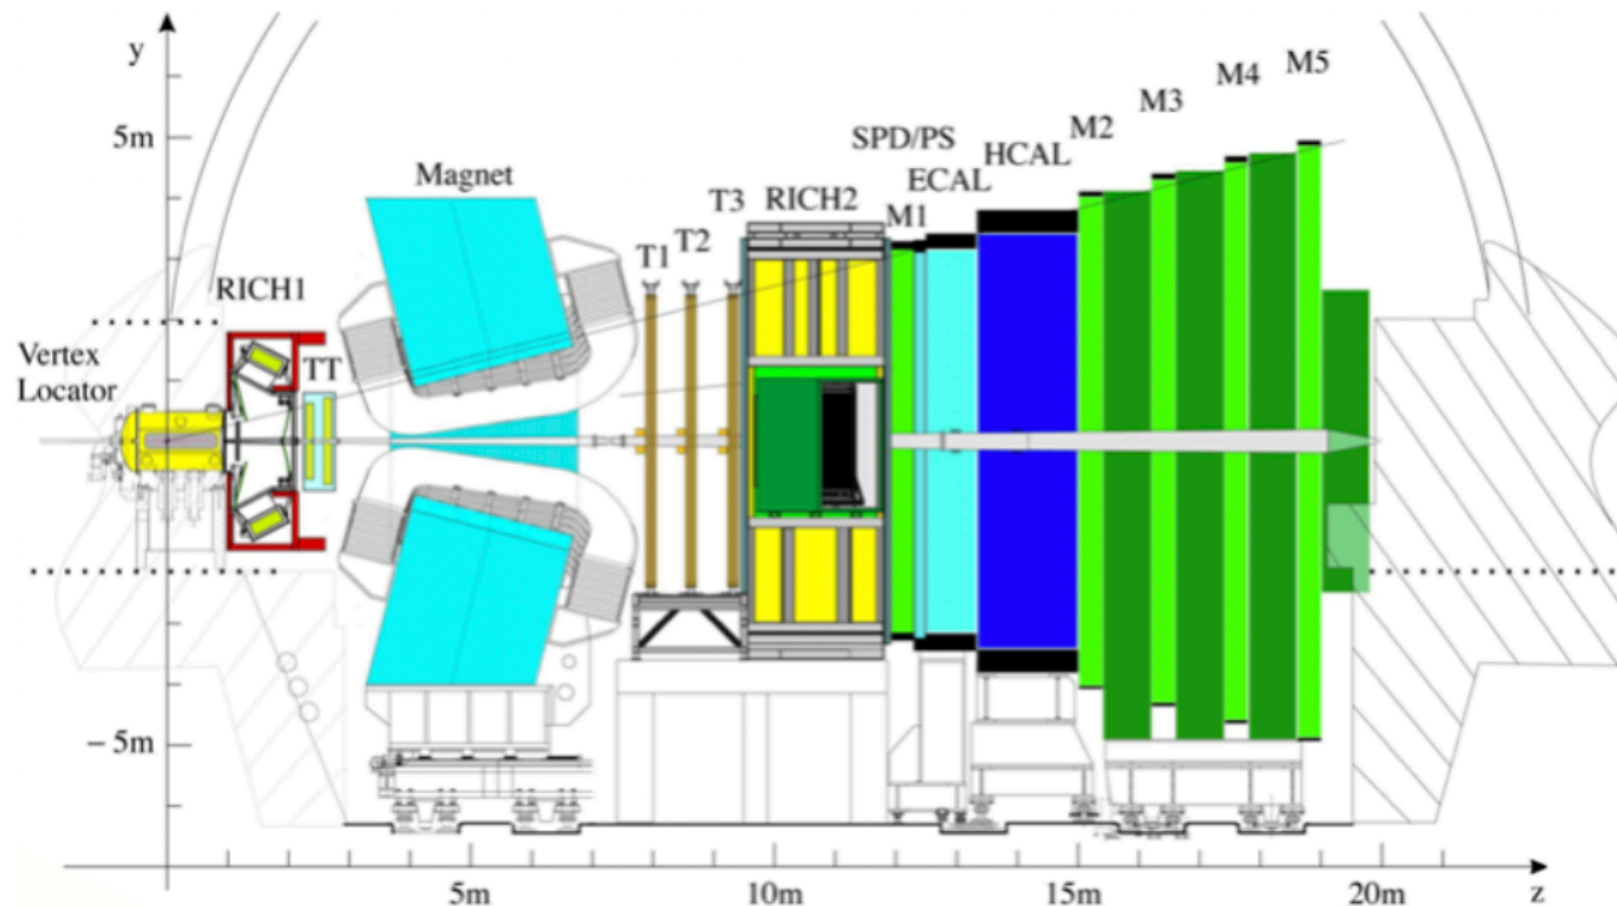 y
5m
Magnet
RICH1
Vertex
Locator
TT
T1
T2
T3
RICH2
M1
SPD/PS
ECAL
HCAL
M2
M3
M4
M5
− 5m
5m
10m
15m
20m
z